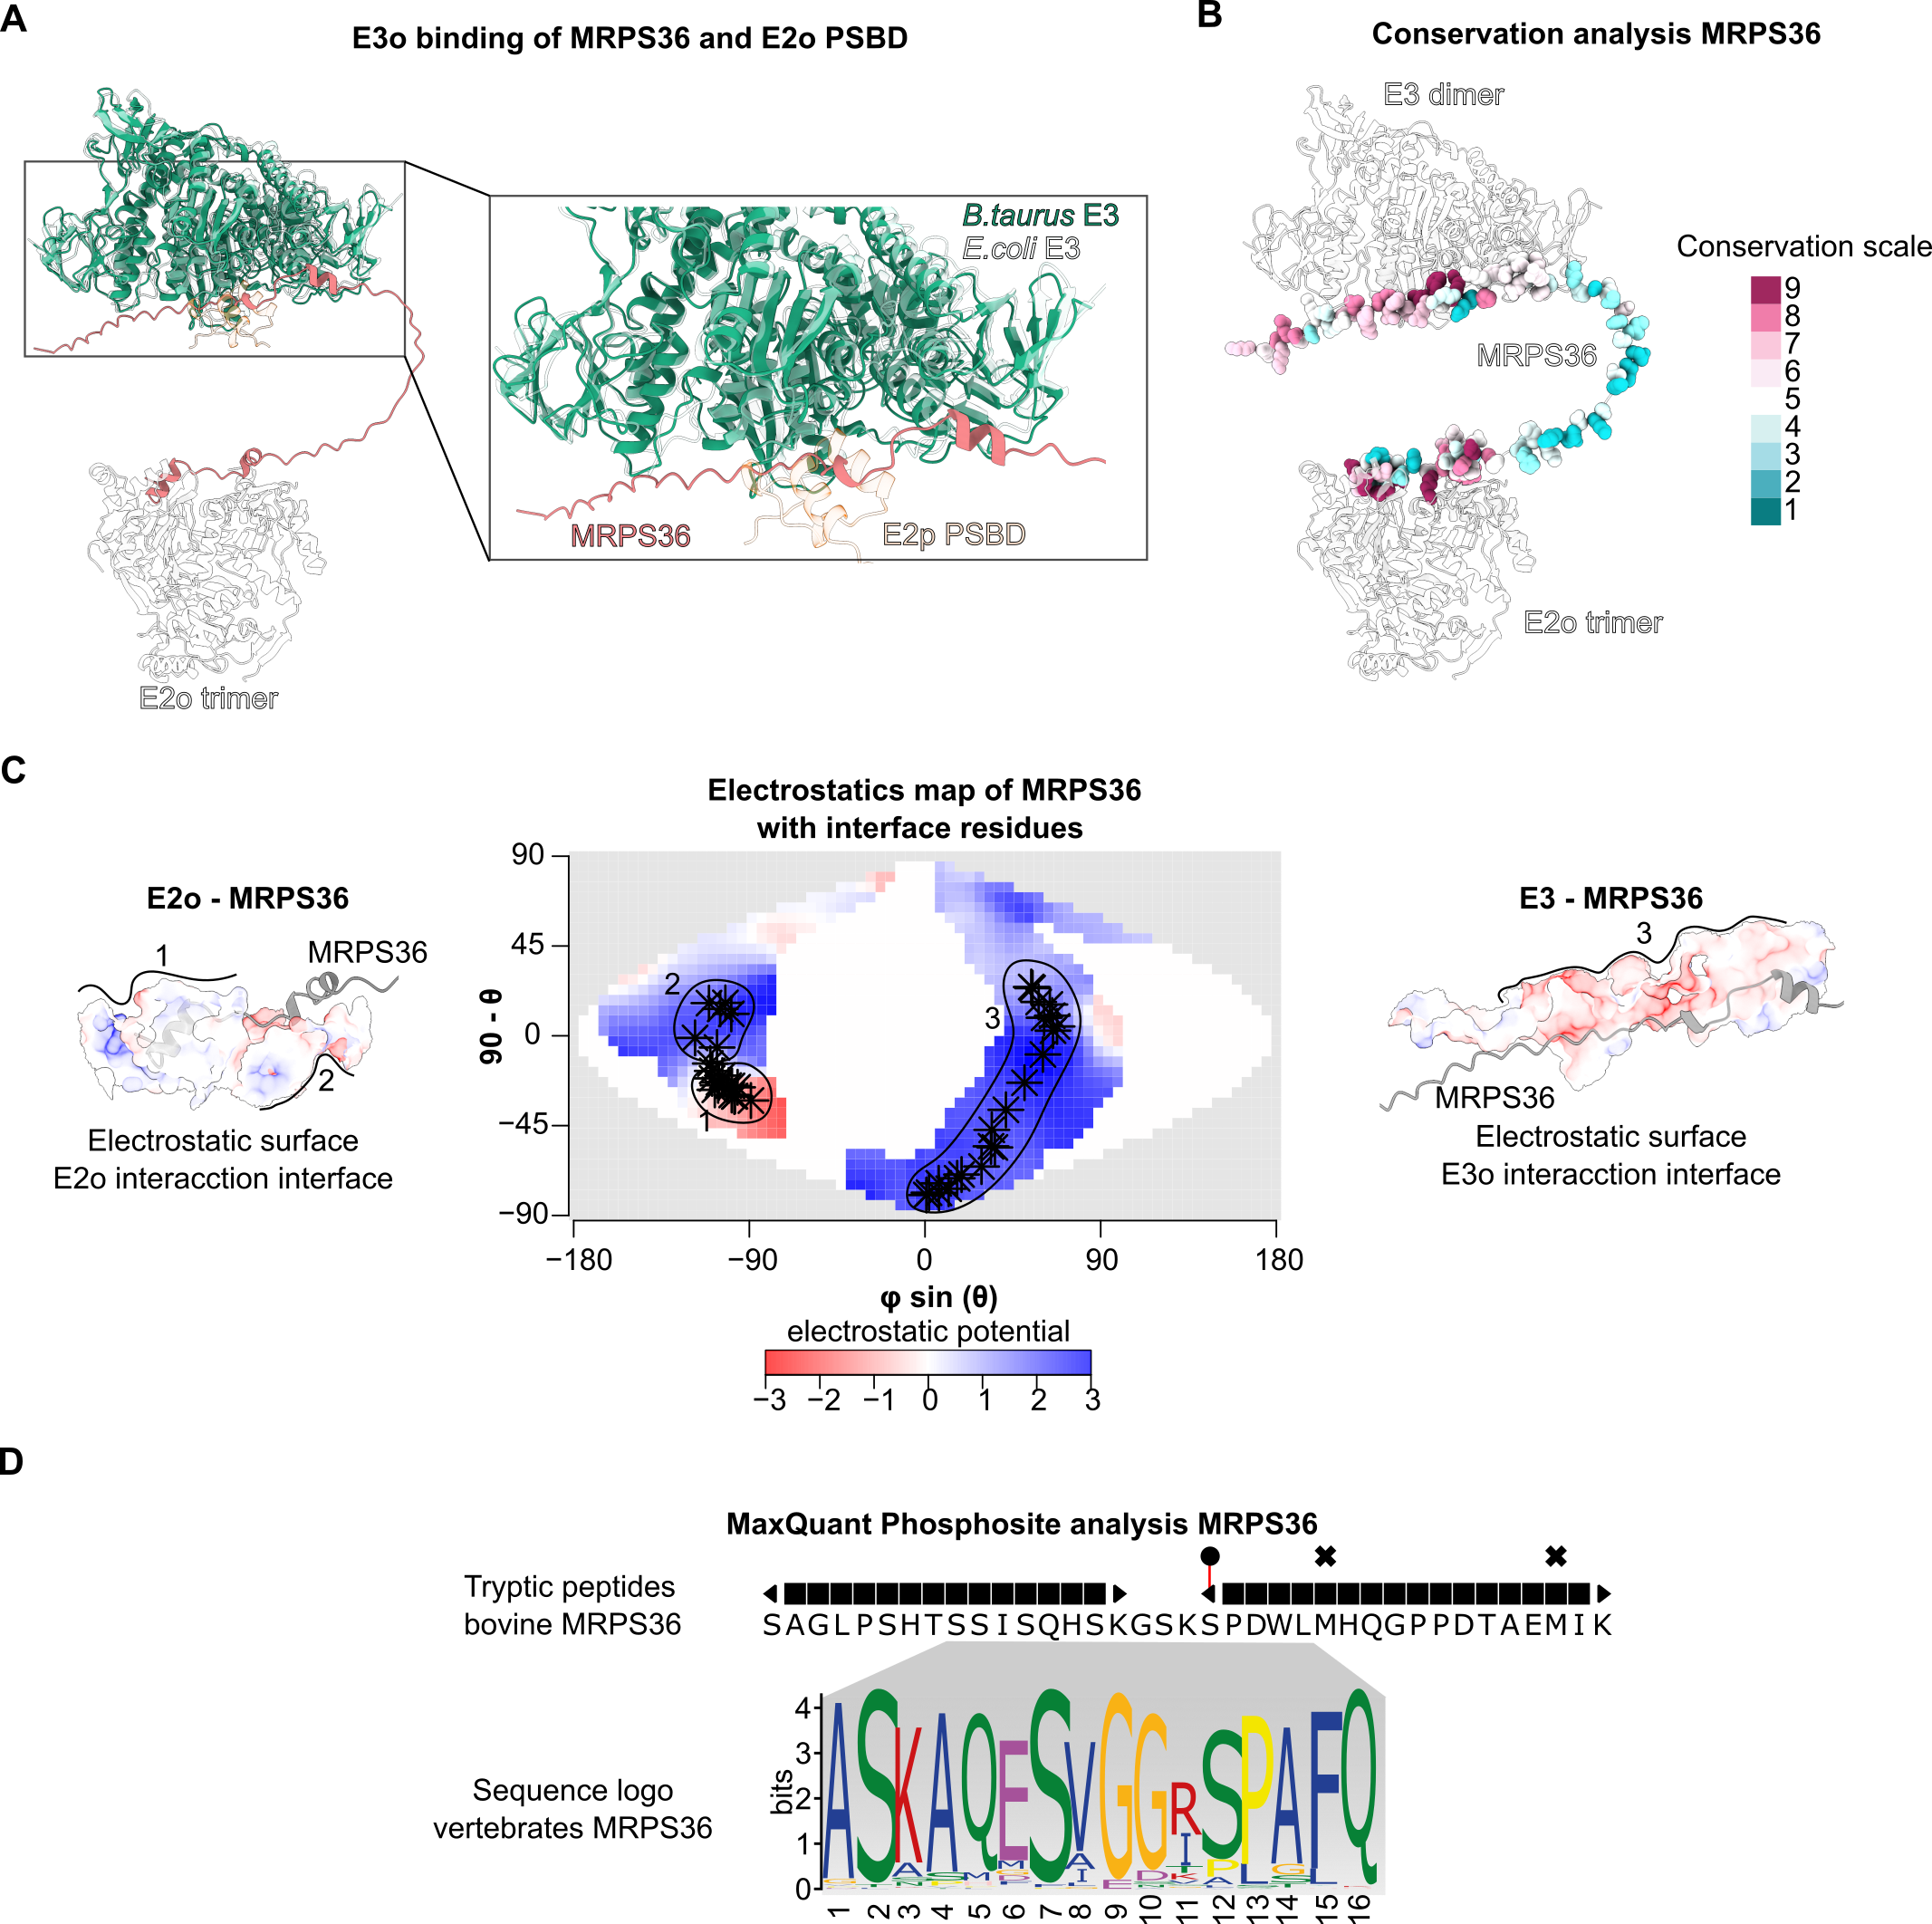 A
E3o binding of MRPS36 and E2o PSBD
B.taurus E3
E.coli E3
MRPS36
E2p PSBD
E2o trimer
B
Conservation analysis MRPS36
E3 dimer
Conservation scale
9
8
7
6
5
4
3
2
1
MRPS36
E2o trimer
C
Electrostatics map of MRPS36
with interface residues
E2o - MRPS36
1
MRPS36
2
Electrostatic surface
E2o interacction interface
90
45
0
−45
−90
90 - θ
2
1
3
−180
−90
0
90
180
φ sin (θ)
electrostatic potential
−3
−2
−1
0
1
2
3
E3 - MRPS36
3
MRPS36
Electrostatic surface
E3o interacction interface
D
MaxQuant Phosphosite analysis MRPS36
Tryptic peptides
bovine MRPS36
SAGLPSHTSSISQHSKGSKSPDWLMHQGPPDTAEMIK
Sequence logo
vertebrates MRPS36
bits
4
3
2
1
0
ASKAQESVGGRSPAFQ
1 2 3 4 5 6 7 8 9 10 11 12 13 14 15 16